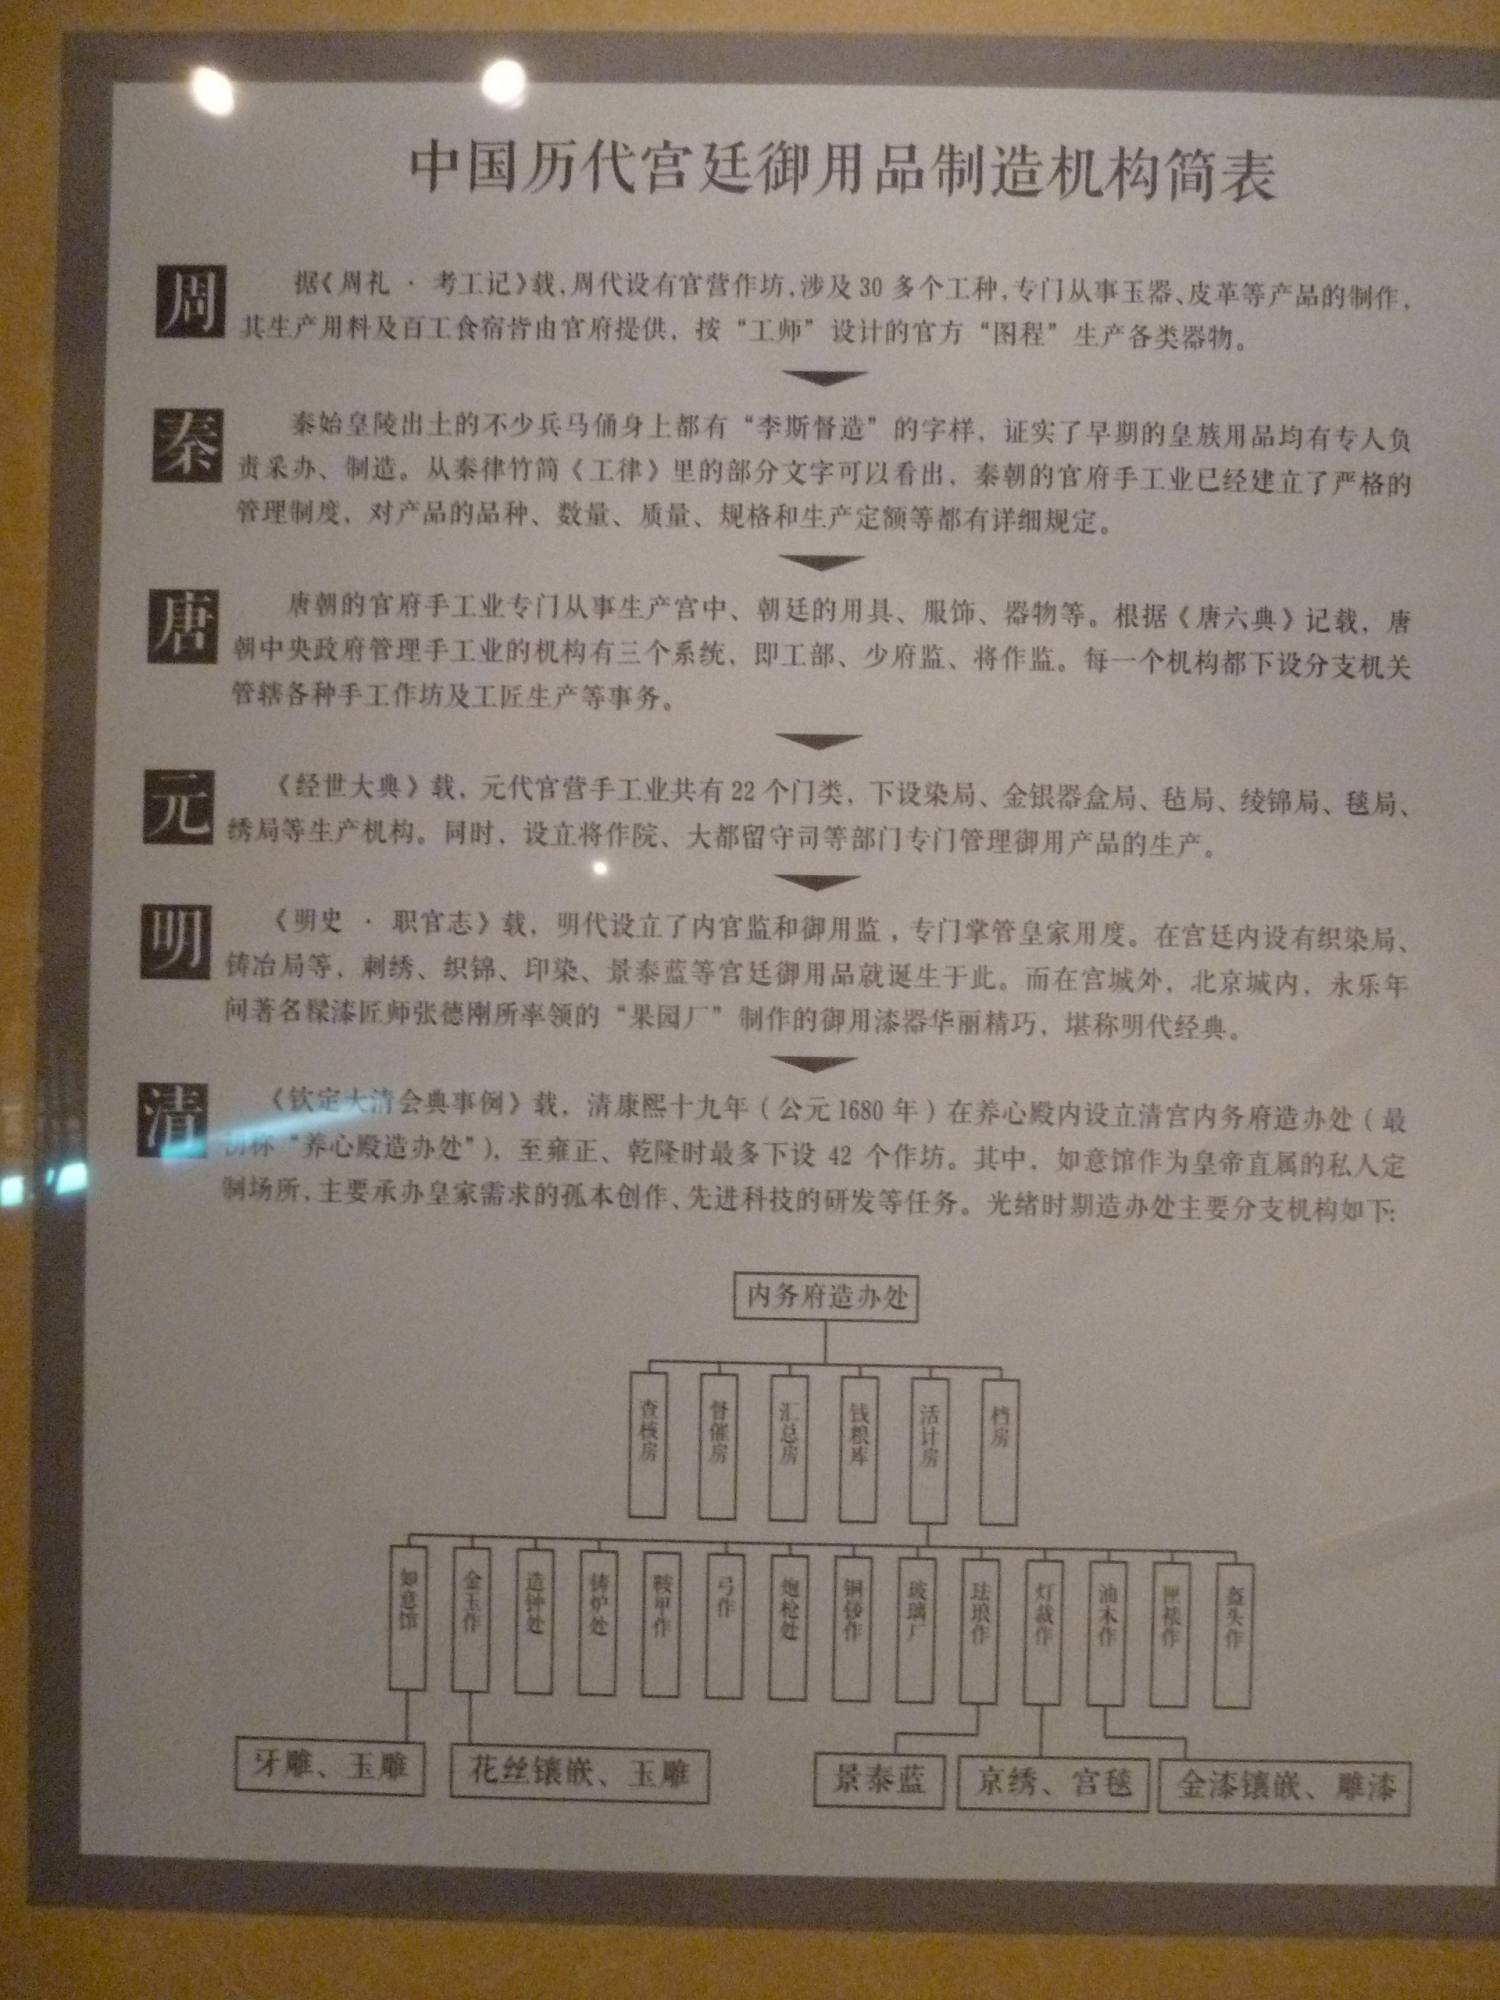 中国历代宫廷御用品制造机构简表
周
据《周礼·考工记》载，周代设有官营作坊，涉及30多个工种，专门从事玉器、皮革等产品的制作，
其生产用料及百工食宿皆由官府提供，按“工师”设计的官方“图程”生产各类器物。
秦
秦始皇陵出土的不少兵马俑身上都有“李斯督造”的字样，证实了早期的皇族用品均有专人负
责采办、制造。从秦律竹简《工律》里的部分文字可以看出，秦朝的官府手工业已经建立了严格的
管理制度，对产品的品种、数量、质量、规格和生产定额等都有详细规定。
唐
唐朝的官府手工业专门从事生产宫中、朝廷的用具、服饰、器物等。根据《唐六典》记载，唐
朝中央政府管理手工业的机构有三个系统，即工部、少府监、将作监。每一个机构都下设分支机关
管辖各种手工作坊及工匠生产等事务。
元
《经世大典》载，元代官营手工业共有22个门类，下设染局、金银器盒局、毡局、绫锦局、毯局、
绣局等生产机构。同时，设立将作院、大都留守司等部门专门管理御用产品的生产。
明
《明史·职官志》载，明代设立了内官监和御用监，专门掌管皇家用度。在宫廷内设有织染局、
铸冶局等，刺绣、织锦、印染、景泰蓝等宫廷御用品就诞生于此。而在宫城外，北京城内，永乐年
间著名髹漆匠师张德刚所率领的“果园厂”制作的御用漆器华丽精巧，堪称明代经典。
清
《钦定大清会典事例》载，清康熙十九年（公元1680年）在养心殿内设立清宫内务府造办处（最
初称“养心殿造办处”），至雍正、乾隆时最多下设42个作坊。其中，如意馆作为皇帝直属的私人定
制场所，主要承办皇家需求的孤本创作、先进科技的研发等任务。光绪时期造办处主要分支机构如下:
内务府造办处
查核房
督催房
汇总房
钱粮库
活计房
档房
如意馆
金玉作
造钟处
铸炉处
鞍甲作
弓作
炮枪处
铜錽作
玻璃厂
珐琅作
灯裁作
油木作
匣裱作
盔头作
牙雕、玉雕
花丝镶嵌、玉雕
景泰蓝
京绣、宫毯
金漆镶嵌、雕漆